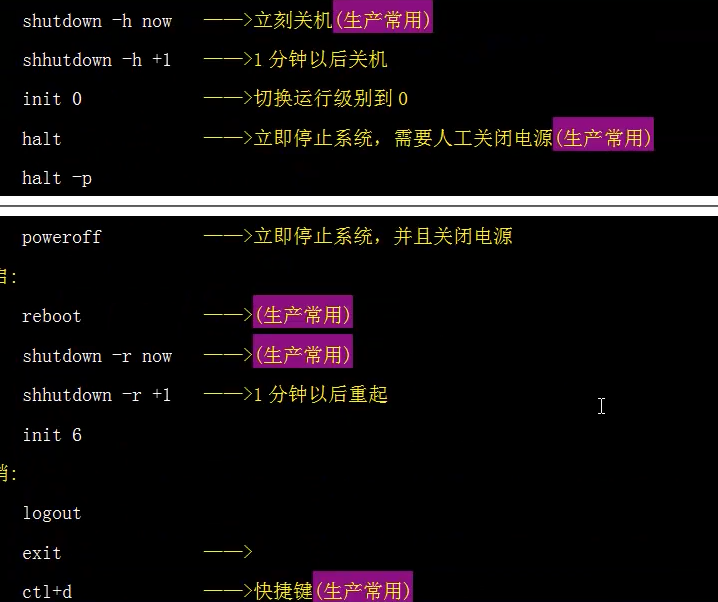 shutdown -h now ——>立刻关机(生产常用)
shhutdown -h +1 ——>1 分钟以后关机
init 0 ——>切换运行级别到 0
halt ——>立即停止系统，需要人工关闭电源(生产常用)
halt -p
poweroff ——>立即停止系统，并且关闭电源
启:
reboot ——>(生产常用)
shutdown -r now ——>(生产常用)
shhutdown -r +1 ——>1 分钟以后重起
init 6
销:
logout
exit ——>
ctl+d ——>快捷键(生产常用)